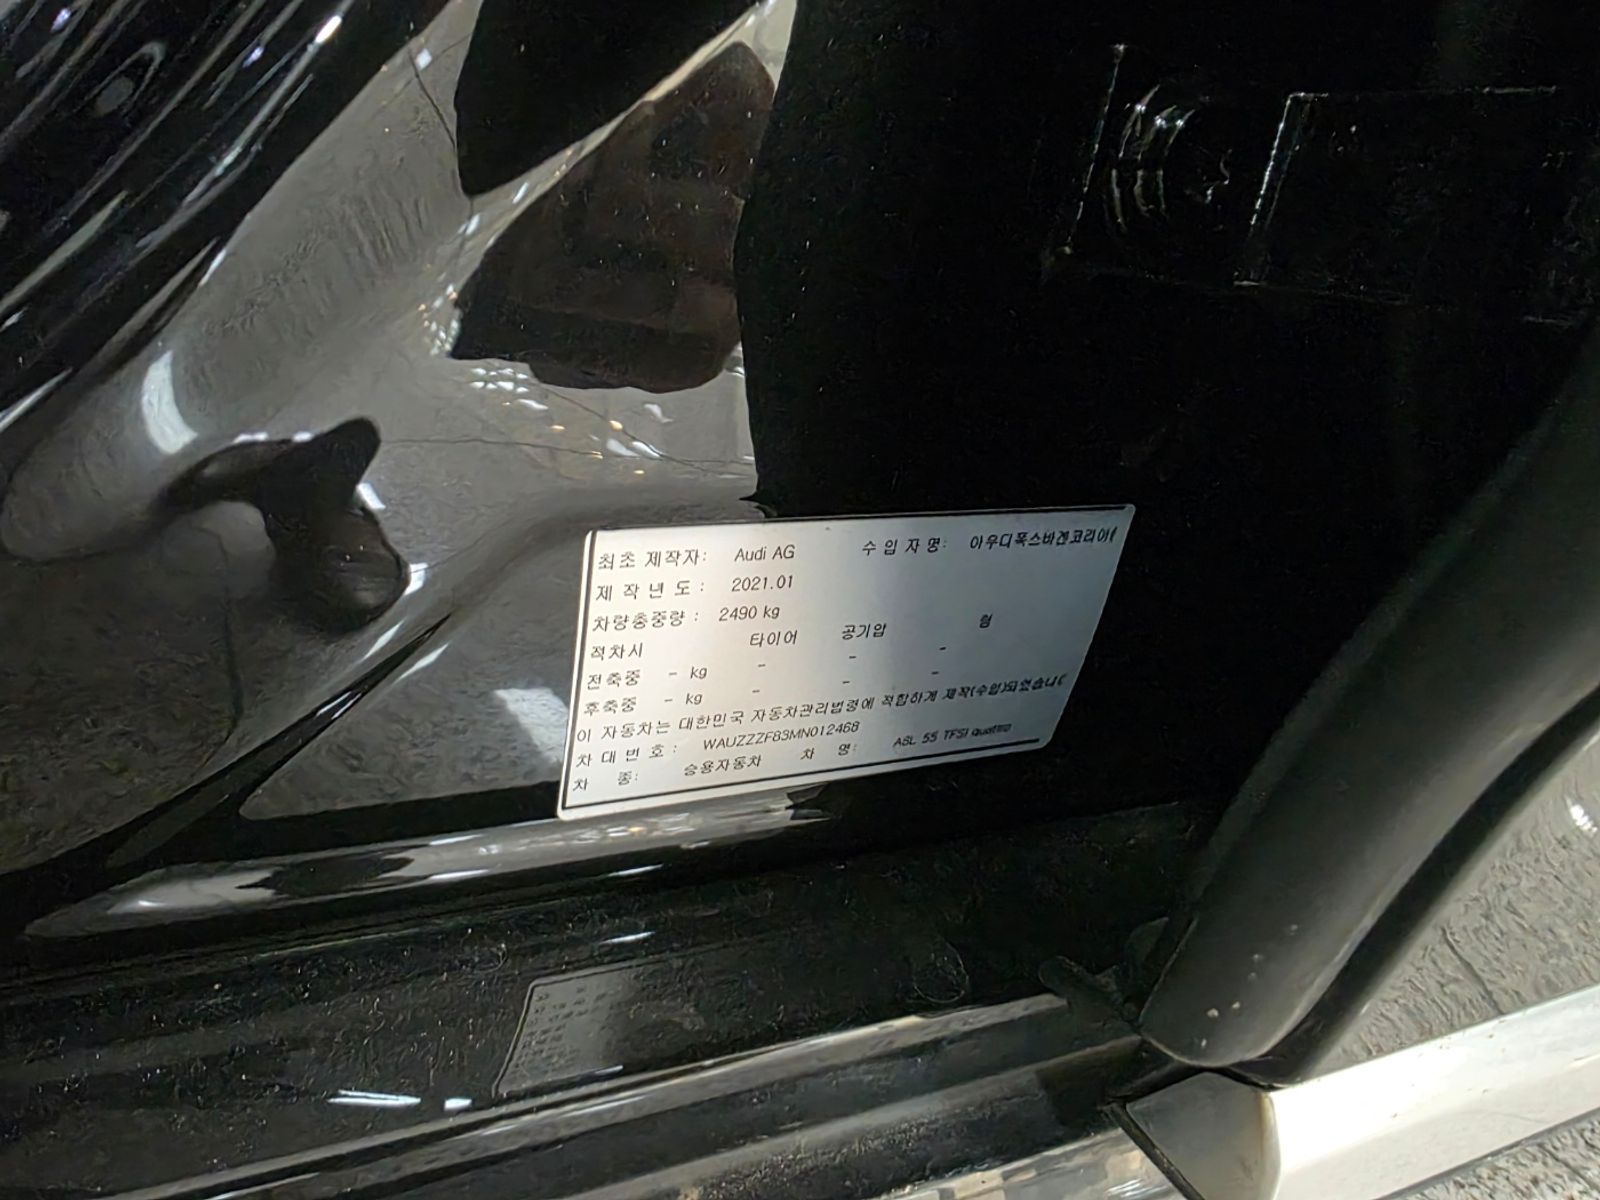 최초 제작자: Audi AG 수 입 자 명: 아우디폭스바겐코리아(
제 작 년 도 : 2021.01
차량총중량 : 2490 kg
적차시 타이어 공기압 림
전축중 - kg - - -
후축중 - kg - - -
이 자동차는 대한민국 자동차관리법령에 적합하게 제작(수입)되었습니(
차 대 번 호 : WAUZZZF83MN012468
차 종: 승용자동차 차 명: A8L 55 TFSI quattro